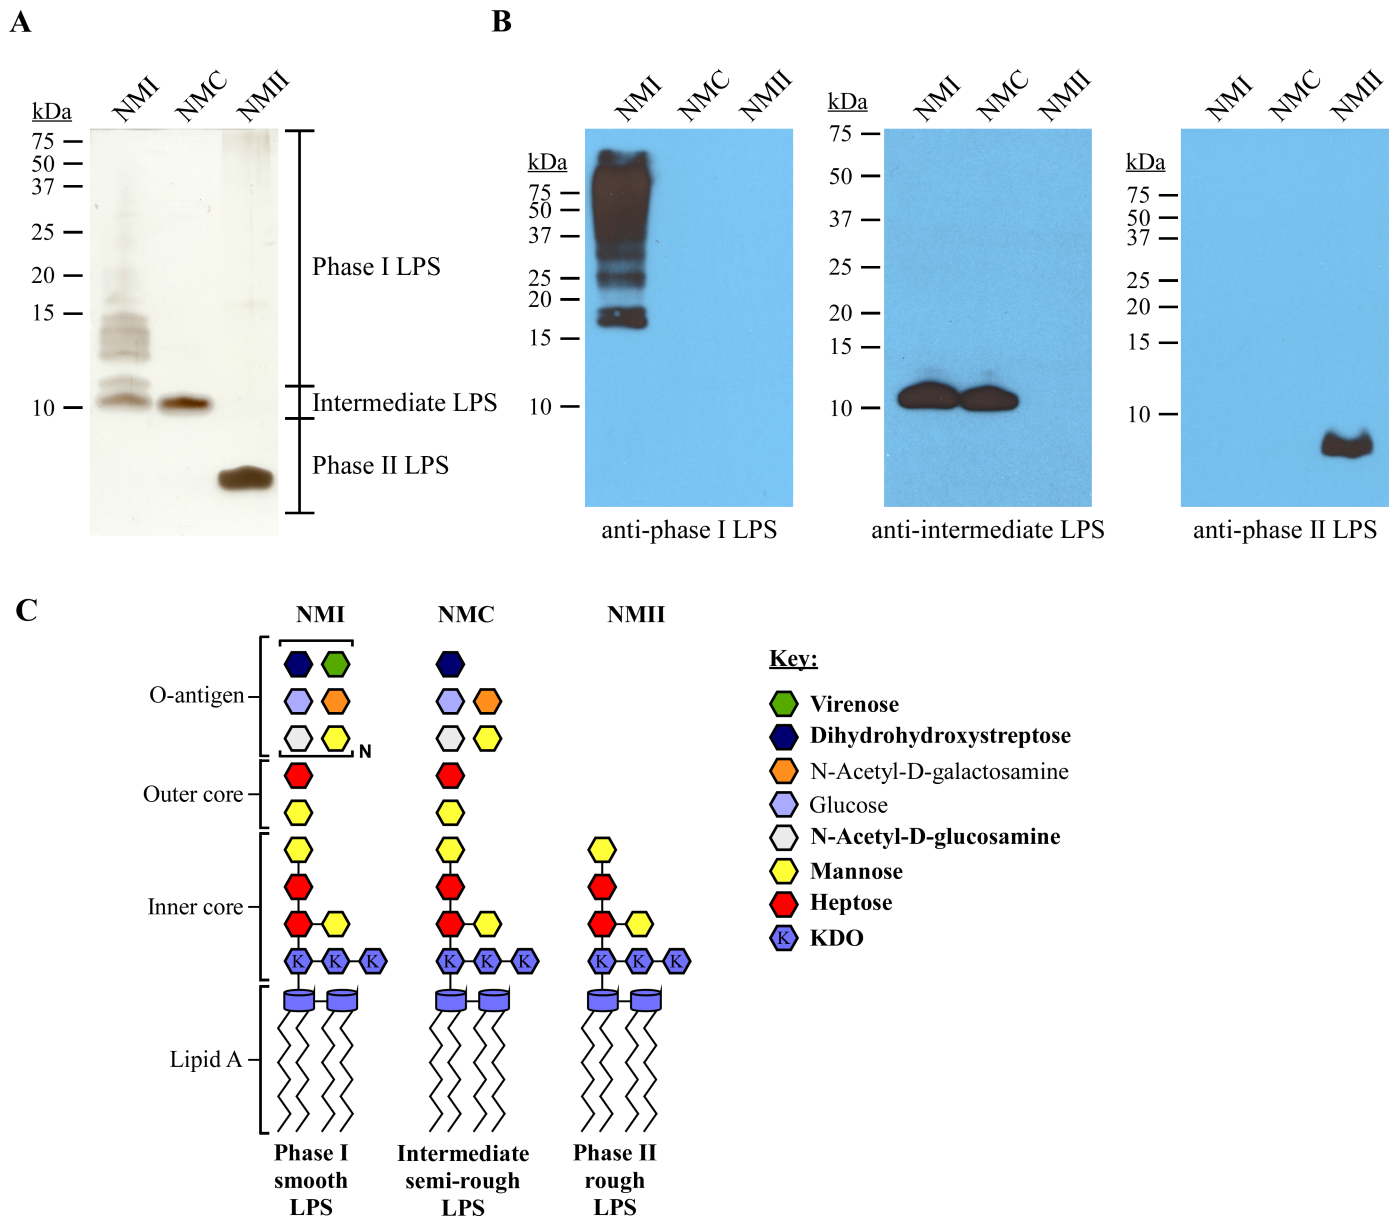 A
B
NMI NMC NMII
kDa
75
50
37
25
20
15
10
Phase I LPS
Intermediate LPS
Phase II LPS
NMI NMC NMII
kDa
75
50
37
25
20
15
10
anti-phase I LPS
NMI NMC NMII
kDa
75
50
37
25
20
15
10
anti-intermediate LPS
NMI NMC NMII
kDa
75
50
37
25
20
15
10
anti-phase II LPS
C
NMI NMC NMII
O-antigen
N
Outer core
Inner core
K K K K K K K K K
Lipid A
Phase I
smooth
LPS
Intermediate
semi-rough
LPS
Phase II
rough
LPS
Key:
Virenose
Dihydrohydroxystreptose
N-Acetyl-D-galactosamine
Glucose
N-Acetyl-D-glucosamine
Mannose
Heptose
K KDO